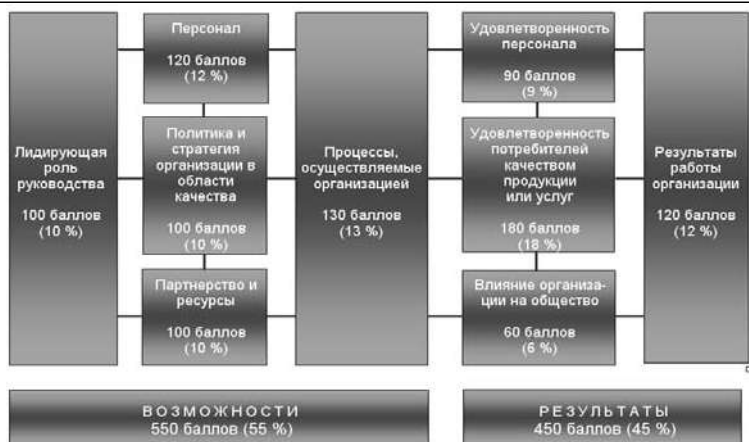 Лидирующая
роль
руководства
100 баллов
(10 %)
Персонал
120 баллов
(12 %)
Политика и
стратегия
организации в
области
качества
100 баллов
(10 %)
Партнерство и
ресурсы
100 баллов
(10 %)
Процессы,
осуществляемые
организацией
130 баллов
(13 %)
Удовлетворенность
персонала
90 баллов
(9 %)
Удовлетворенность
потребителей
качеством
продукции
или услуг
180 баллов
(18 %)
Влияние организа-
ции на общество
60 баллов
(6 %)
Результаты
работы
организации
120 баллов
(12 %)
ВОЗМОЖНОСТИ
550 баллов (55 %)
РЕЗУЛЬТАТЫ
450 баллов (45 %)